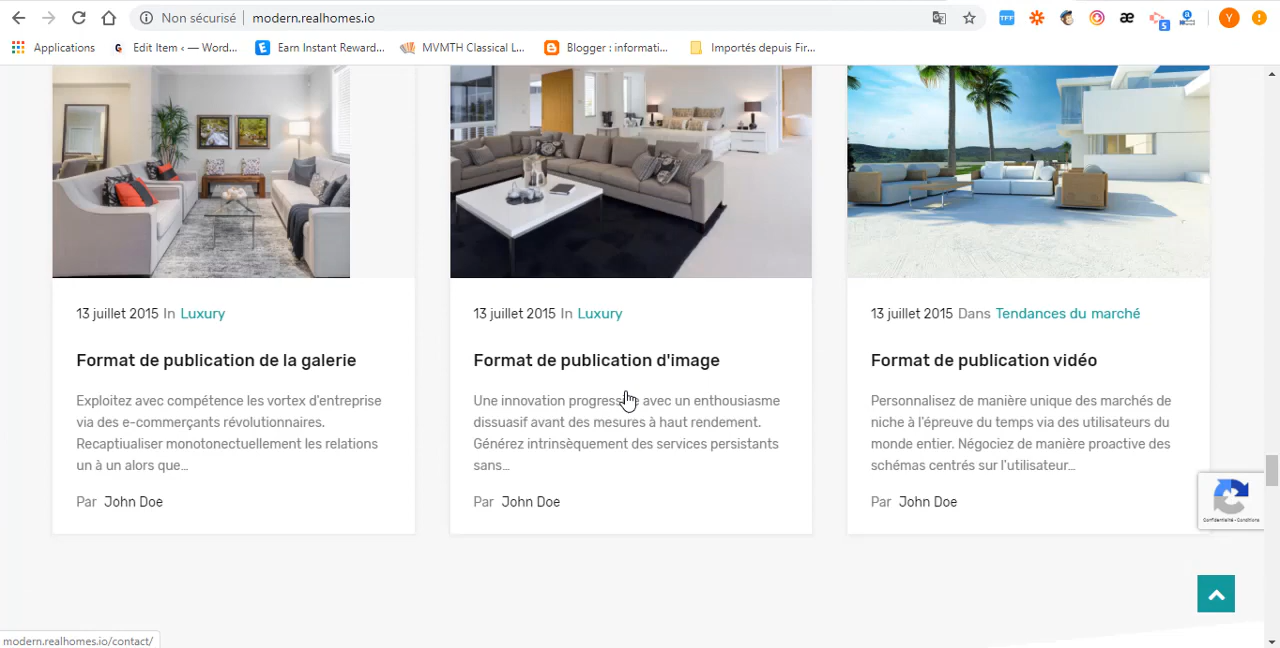 Non sécurisé modern.realhomes.io
Applications Edit Item ‹ — Word... Earn Instant Reward... MVMTH Classical L... Blogger : informati... Importés depuis Fir...
13 juillet 2015 In Luxury
Format de publication de la galerie
Exploitez avec compétence les vortex d'entreprise
via des e-commerçants révolutionnaires.
Recaptiualiser monotonectuellement les relations
un à un alors que...
Par John Doe
13 juillet 2015 In Luxury
Format de publication d'image
Une innovation progressive avec un enthousiasme
dissuasif avant des mesures à haut rendement.
Générez intrinsèquement des services persistants
sans...
Par John Doe
13 juillet 2015 Dans Tendances du marché
Format de publication vidéo
Personnalisez de manière unique des marchés de
niche à l'épreuve du temps via des utilisateurs du
monde entier. Négociez de manière proactive des
schémas centrés sur l'utilisateur...
Par John Doe
Confidentialité - Conditions
modern.realhomes.io/contact/